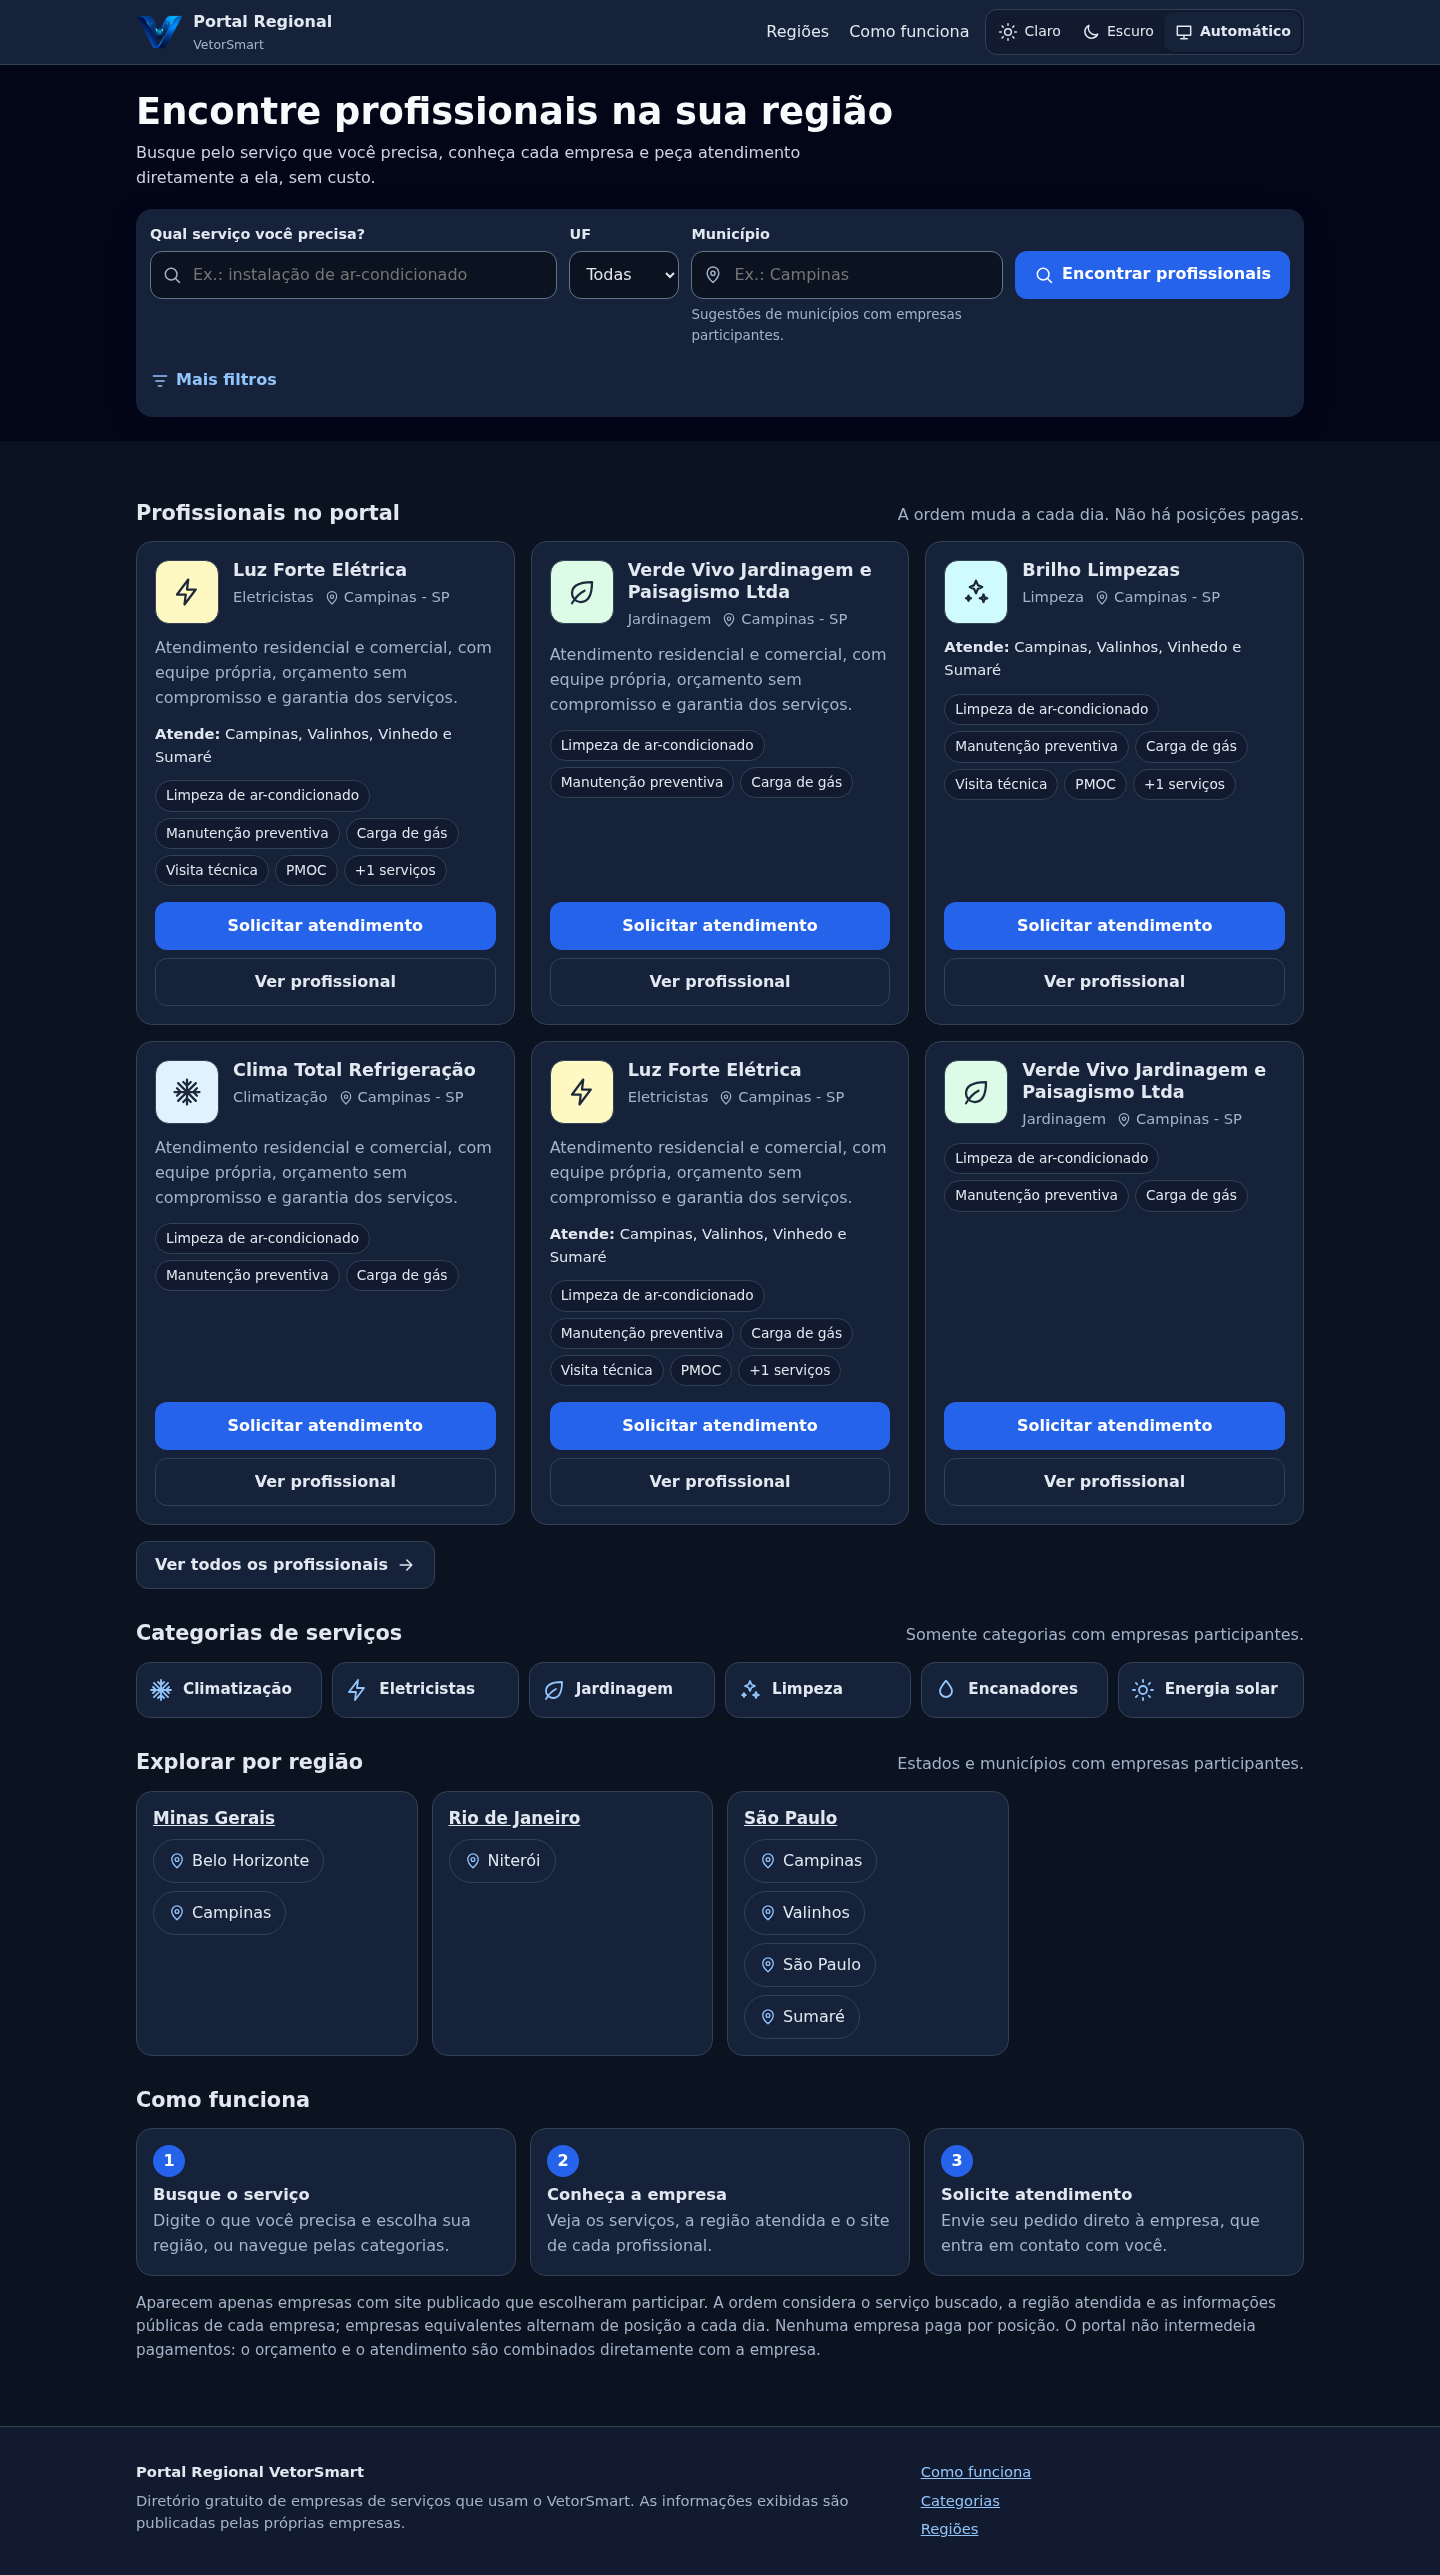 Portal Regional
VetorSmart
Regiões
Como funciona
Claro
Escuro
Automático
Encontre profissionais na sua região
Busque pelo serviço que você precisa, conheça cada empresa e peça atendimento
diretamente a ela, sem custo.
Qual serviço você precisa?
UF
Município
Ex.: instalação de ar-condicionado
Todas
Ex.: Campinas
Encontrar profissionais
Sugestões de municípios com empresas
participantes.
Mais filtros
Profissionais no portal
A ordem muda a cada dia. Não há posições pagas.
Luz Forte Elétrica
Eletricistas Campinas - SP
Atendimento residencial e comercial, com
equipe própria, orçamento sem
compromisso e garantia dos serviços.
Atende: Campinas, Valinhos, Vinhedo e
Sumaré
Limpeza de ar-condicionado
Manutenção preventiva Carga de gás
Visita técnica PMOC +1 serviços
Solicitar atendimento
Ver profissional
Verde Vivo Jardinagem e
Paisagismo Ltda
Jardinagem Campinas - SP
Atendimento residencial e comercial, com
equipe própria, orçamento sem
compromisso e garantia dos serviços.
Limpeza de ar-condicionado
Manutenção preventiva Carga de gás
Solicitar atendimento
Ver profissional
Brilho Limpezas
Limpeza Campinas - SP
Atende: Campinas, Valinhos, Vinhedo e
Sumaré
Limpeza de ar-condicionado
Manutenção preventiva Carga de gás
Visita técnica PMOC +1 serviços
Solicitar atendimento
Ver profissional
Clima Total Refrigeração
Climatização Campinas - SP
Atendimento residencial e comercial, com
equipe própria, orçamento sem
compromisso e garantia dos serviços.
Limpeza de ar-condicionado
Manutenção preventiva Carga de gás
Solicitar atendimento
Ver profissional
Luz Forte Elétrica
Eletricistas Campinas - SP
Atendimento residencial e comercial, com
equipe própria, orçamento sem
compromisso e garantia dos serviços.
Atende: Campinas, Valinhos, Vinhedo e
Sumaré
Limpeza de ar-condicionado
Manutenção preventiva Carga de gás
Visita técnica PMOC +1 serviços
Solicitar atendimento
Ver profissional
Verde Vivo Jardinagem e
Paisagismo Ltda
Jardinagem Campinas - SP
Limpeza de ar-condicionado
Manutenção preventiva Carga de gás
Solicitar atendimento
Ver profissional
Ver todos os profissionais
Categorias de serviços
Somente categorias com empresas participantes.
Climatização
Eletricistas
Jardinagem
Limpeza
Encanadores
Energia solar
Explorar por região
Estados e municípios com empresas participantes.
Minas Gerais
Belo Horizonte
Campinas
Rio de Janeiro
Niterói
São Paulo
Campinas
Valinhos
São Paulo
Sumaré
Como funciona
1
Busque o serviço
Digite o que você precisa e escolha sua
região, ou navegue pelas categorias.
2
Conheça a empresa
Veja os serviços, a região atendida e o site
de cada profissional.
3
Solicite atendimento
Envie seu pedido direto à empresa, que
entra em contato com você.
Aparecem apenas empresas com site publicado que escolheram participar. A ordem considera o serviço buscado, a região atendida e as informações
públicas de cada empresa; empresas equivalentes alternam de posição a cada dia. Nenhuma empresa paga por posição. O portal não intermedeia
pagamentos: o orçamento e o atendimento são combinados diretamente com a empresa.
Portal Regional VetorSmart
Diretório gratuito de empresas de serviços que usam o VetorSmart. As informações exibidas são
publicadas pelas próprias empresas.
Como funciona
Categorias
Regiões